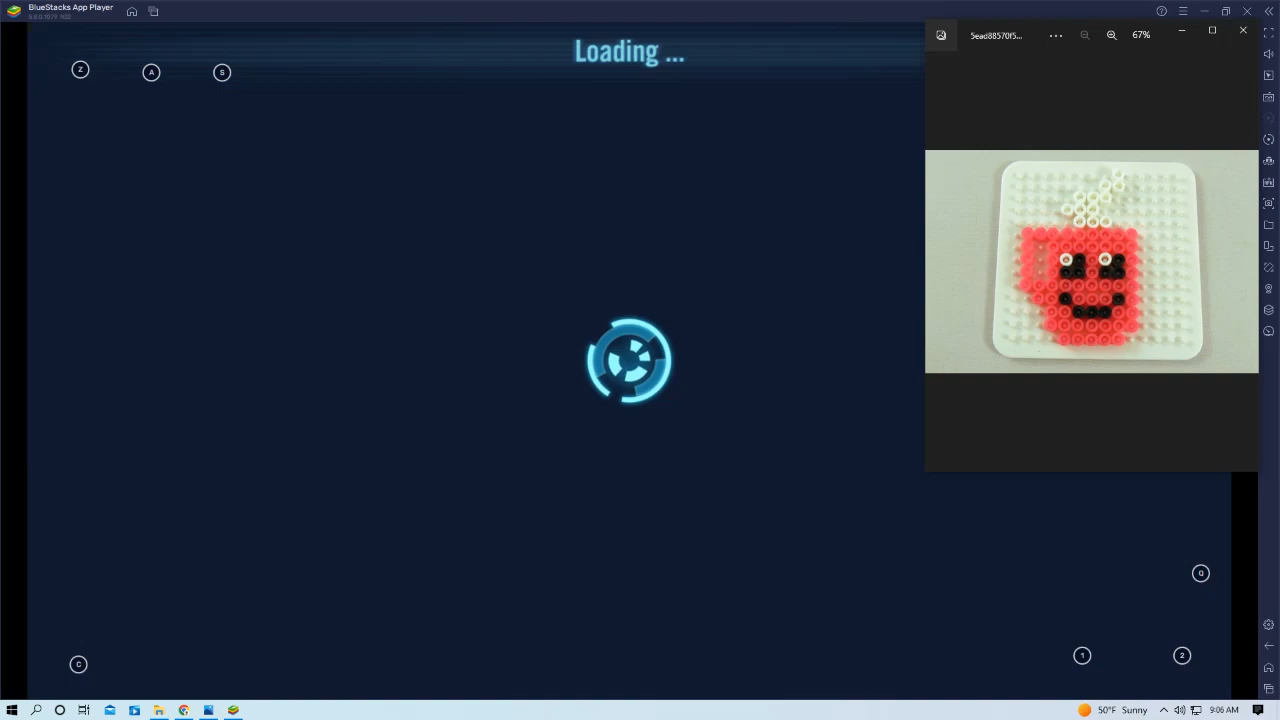 BlueStacks App Player
5ead88570f5...
67%
Loading ...
Z
A
S
Q
C
1
2
50°F Sunny
9:06 AM